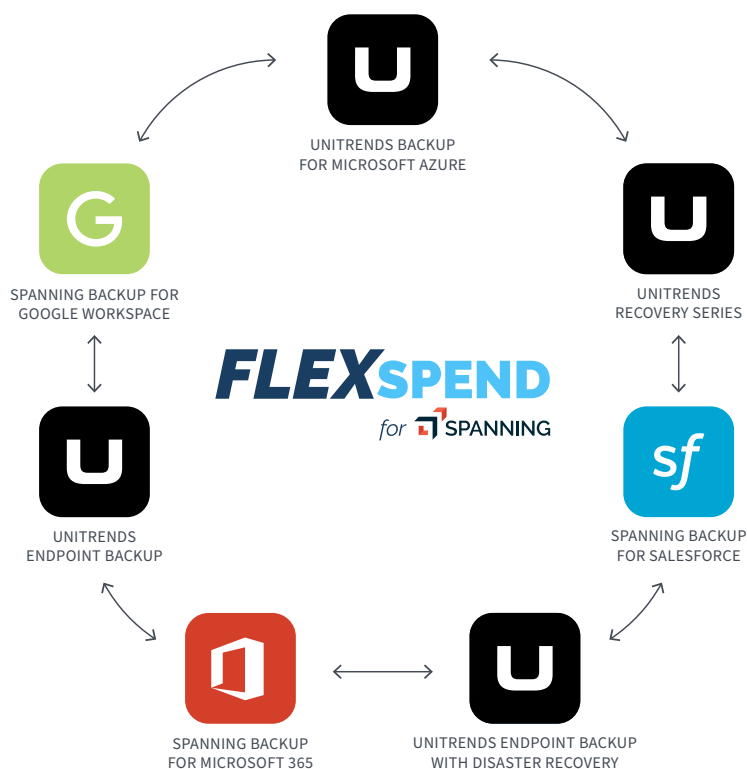 U
UNITRENDS BACKUP
FOR MICROSOFT AZURE
G
SPANNING BACKUP FOR
GOOGLE WORKSPACE
U
UNITRENDS
RECOVERY SERIES
FLEXSPEND
for SPANNING
U
UNITRENDS
ENDPOINT BACKUP
sf
SPANNING BACKUP
FOR SALESFORCE
SPANNING BACKUP
FOR MICROSOFT 365
U
UNITRENDS ENDPOINT BACKUP
WITH DISASTER RECOVERY